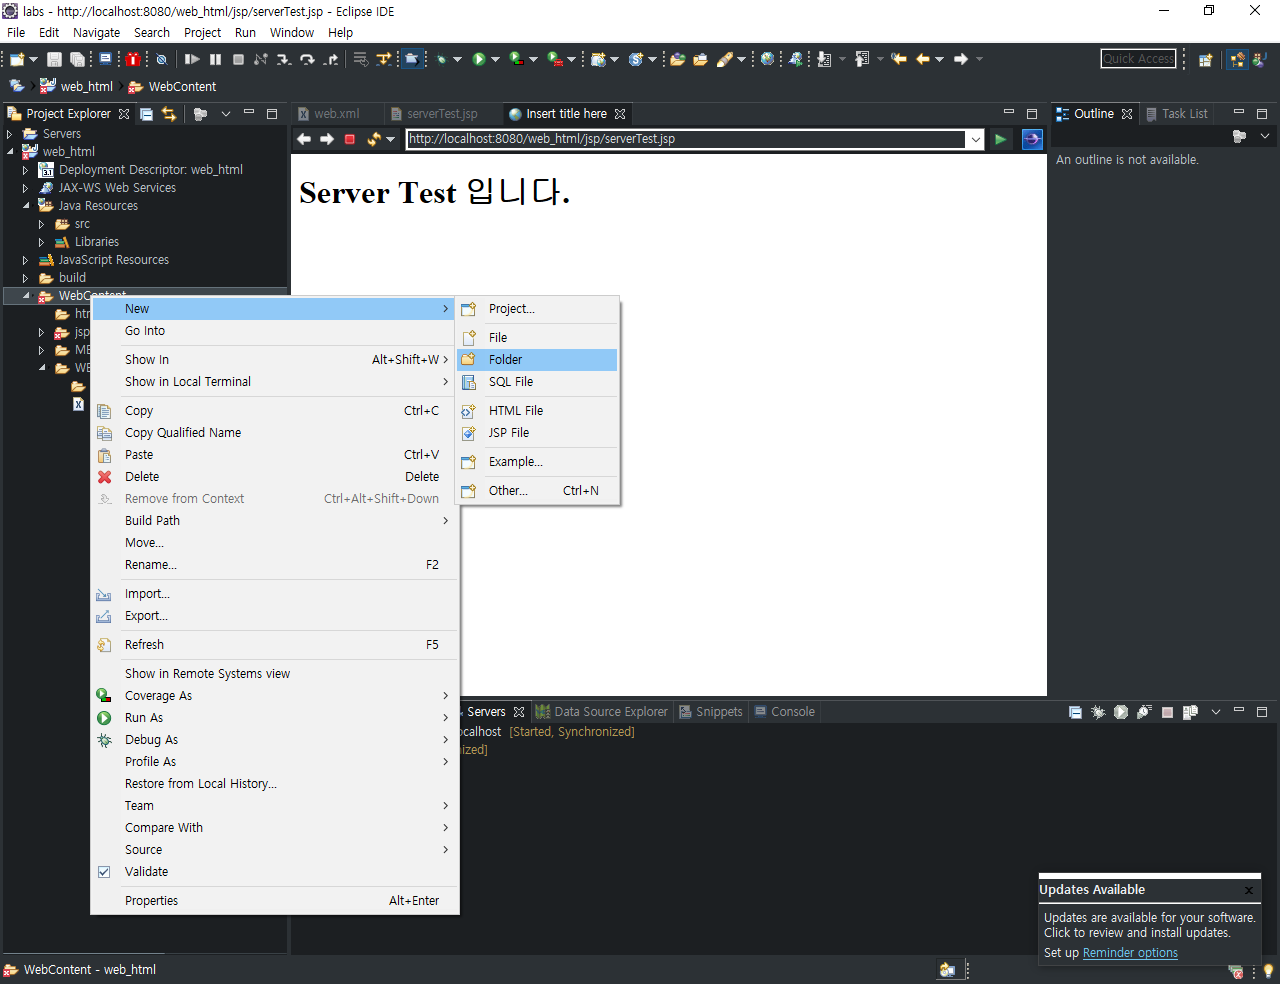 labs - http://localhost:8080/web_html/jsp/serverTest.jsp - Eclipse IDE
File Edit Navigate Search Project Run Window Help
Quick Access
web_html WebContent
Project Explorer
web.xml
serverTest.jsp
Insert title here
Outline
Task List
http://localhost:8080/web_html/jsp/serverTest.jsp
An outline is not available.
Servers
web_html
Deployment Descriptor: web_html
JAX-WS Web Services
Java Resources
src
Libraries
JavaScript Resources
build
WebContent
jsp
Server Test 입니다.
New
Go Into
Show In Alt+Shift+W
Show in Local Terminal
Copy Ctrl+C
Copy Qualified Name
Paste Ctrl+V
Delete Delete
Remove from Context Ctrl+Alt+Shift+Down
Build Path
Move...
Rename... F2
Import...
Export...
Refresh F5
Show in Remote Systems view
Coverage As
Run As
Debug As
Profile As
Restore from Local History...
Team
Compare With
Source
Validate
Properties Alt+Enter
Project...
File
Folder
SQL File
HTML File
JSP File
Example...
Other... Ctrl+N
Servers
Data Source Explorer
Snippets
Console
ocalhost [Started, Synchronized]
ized]
Updates Available
Updates are available for your software.
Click to review and install updates.
Set up Reminder options
WebContent - web_html